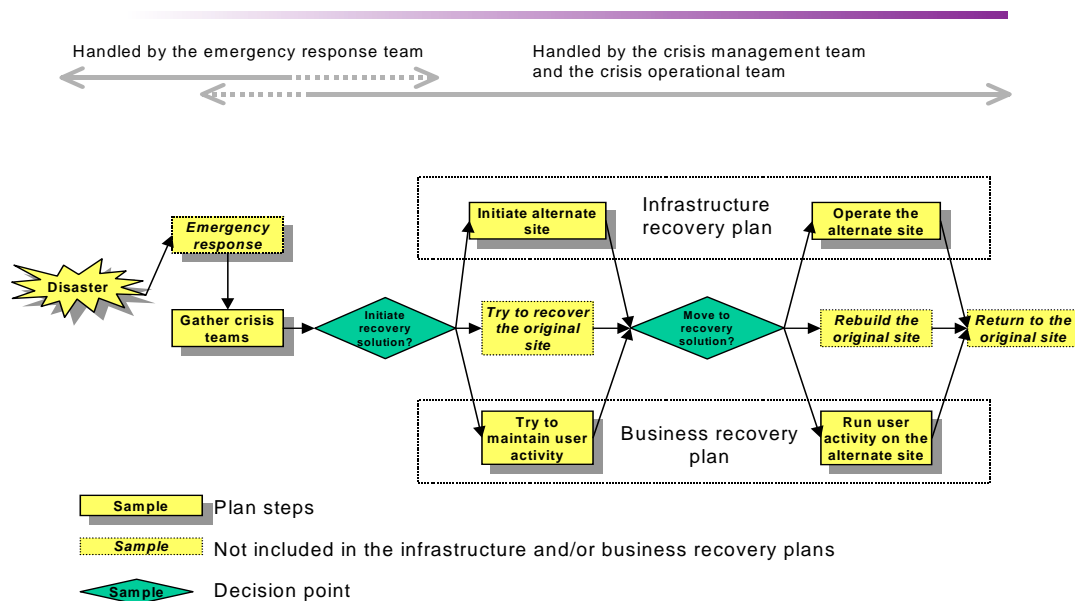 Handled by the emergency response team
Handled by the crisis management team
and the crisis operational team
Infrastructure
recovery plan
Initiate alternate
site
Operate the
alternate site
Emergency
response
Disaster
Gather crisis
teams
Initiate
recovery
solution?
Try to recover
the original
site
Move to
recovery
solution?
Rebuild the
original site
Return to the
original site
Try to
maintain user
activity
Business recovery
plan
Run user
activity on the
alternate site
Sample
Plan steps
Sample
Not included in the infrastructure and/or business recovery plans
Sample
Decision point